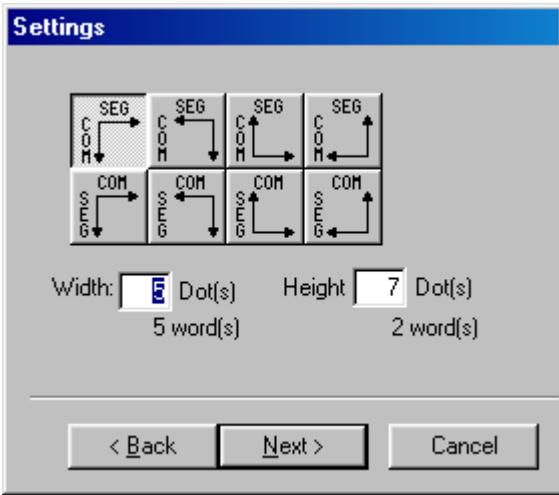 Settings
SEG SEG SEG SEG
COM COM COM COM
COM COM COM COM
SEG SEG SEG SEG
Width: 5 Dot(s) Height 7 Dot(s)
5 word(s) 2 word(s)
< Back Next > Cancel